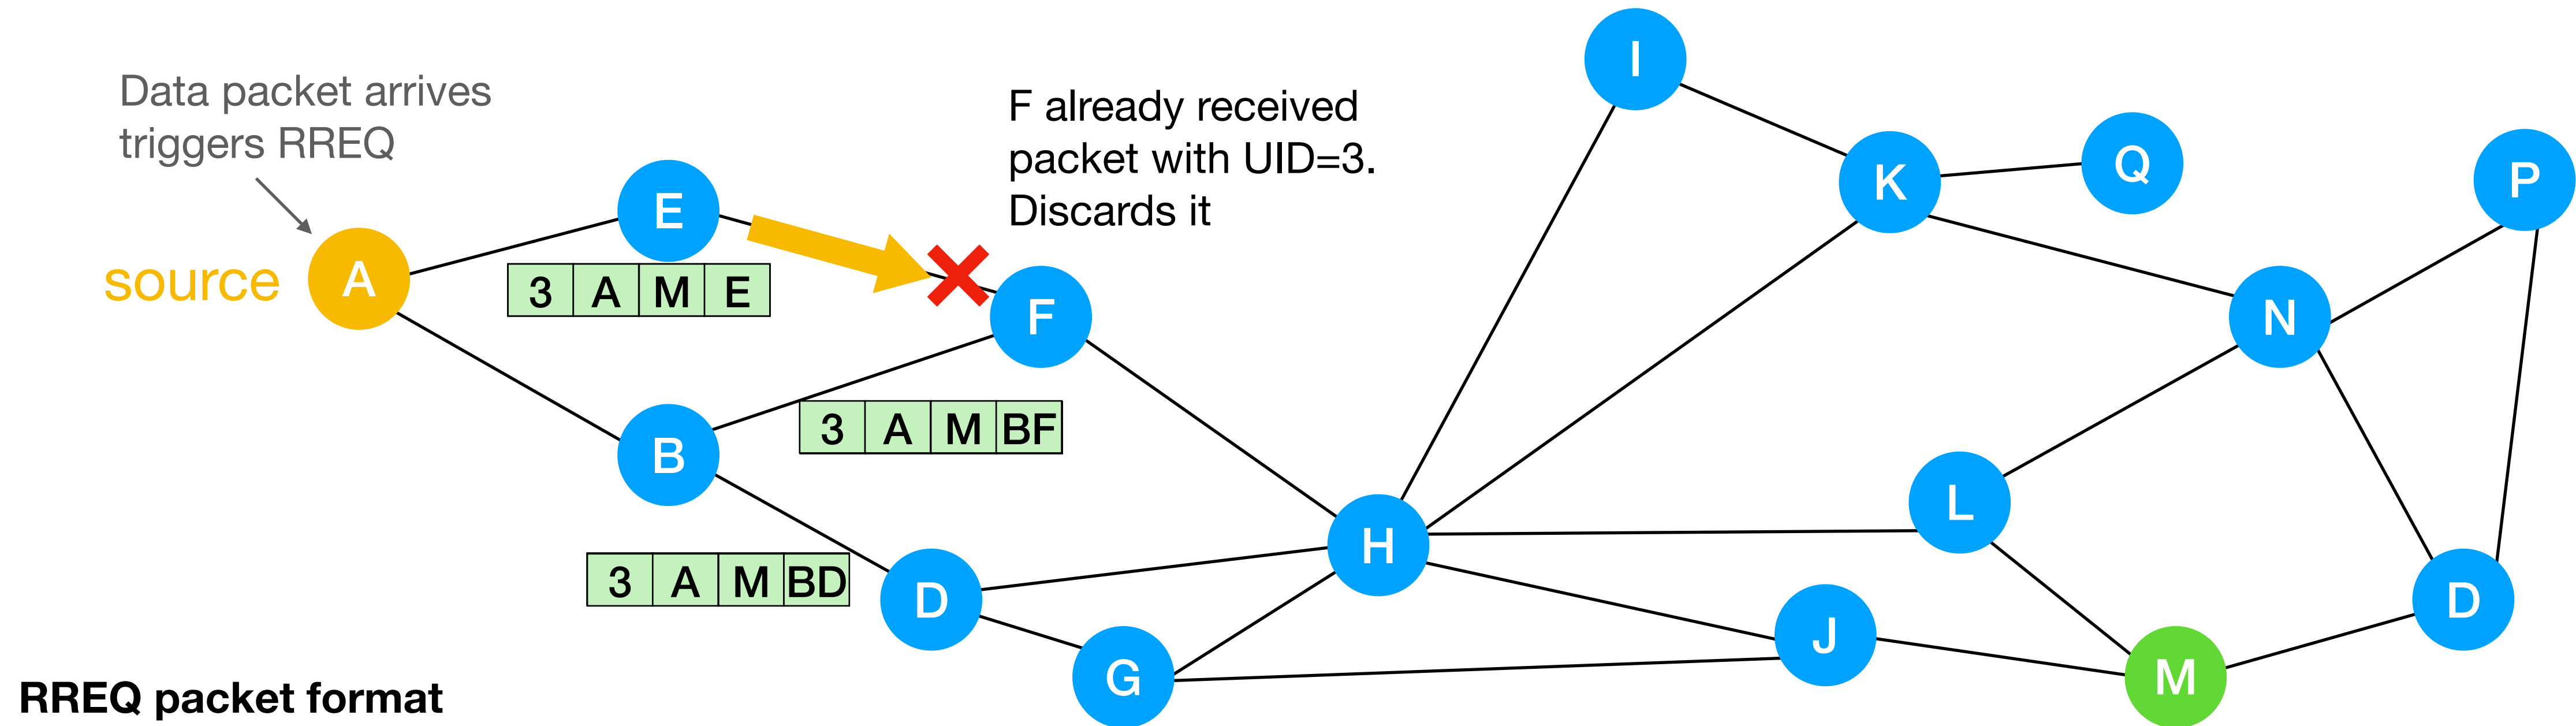 Data packet arrives
triggers RREQ
F already received
packet with UID=3.
Discards it
source
A
E
3 A M E
F
B
3 A M BF
3 A M BD
D
G
H
I
K
Q
P
N
L
J
M
D
RREQ packet format